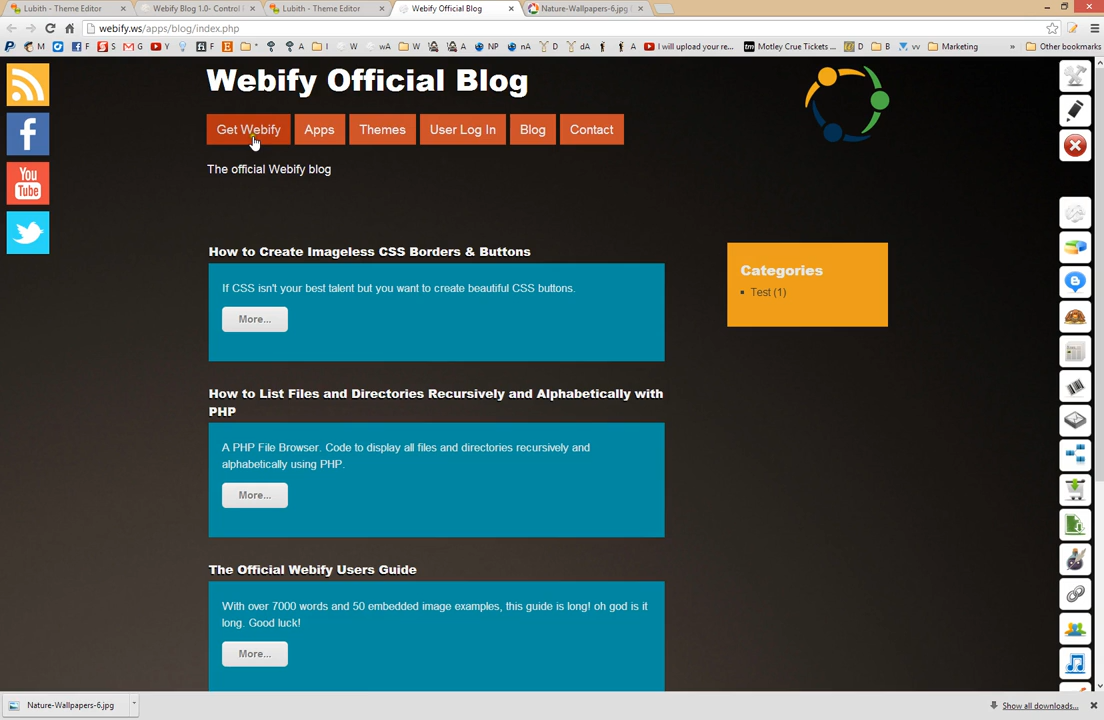 Lubith - Theme Editor
Webify Blog 1.0- Control P
Lubith - Theme Editor
Webify Official Blog
Nature-Wallpapers-6.jpg (
webify.ws/apps/blog/index.php
M F S M Y F * A A I W wA W A A NP nA D dA A A I will upload your re... Motley Crue Tickets ... D B vv Marketing » Other bookmarks
Webify Official Blog
Get Webify Apps Themes User Log In Blog Contact
The official Webify blog
You
Tube
How to Create Imageless CSS Borders & Buttons
If CSS isn't your best talent but you want to create beautiful CSS buttons.
More...
Categories
Test (1)
How to List Files and Directories Recursively and Alphabetically with
PHP
A PHP File Browser. Code to display all files and directories recursively and
alphabetically using PHP.
More...
The Official Webify Users Guide
With over 7000 words and 50 embedded image examples, this guide is long! oh god is it
long. Good luck!
More...
Nature-Wallpapers-6.jpg
Show all downloads...